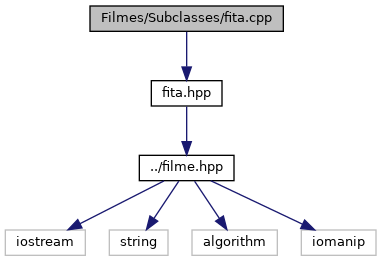 Filmes/Subclasses/fita.cpp
fita.hpp
../filme.hpp
iostream
string
algorithm
iomanip